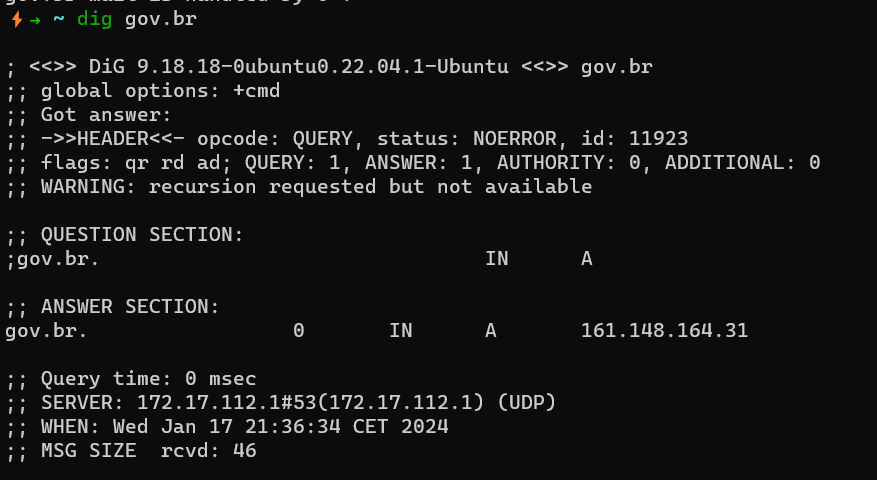 → ~ dig gov.br
; <<>> DiG 9.18.18-0ubuntu0.22.04.1-Ubuntu <<>> gov.br
;; global options: +cmd
;; Got answer:
;; ->>HEADER<<- opcode: QUERY, status: NOERROR, id: 11923
;; flags: qr rd ad; QUERY: 1, ANSWER: 1, AUTHORITY: 0, ADDITIONAL: 0
;; WARNING: recursion requested but not available
;; QUESTION SECTION:
;gov.br. IN A
;; ANSWER SECTION:
gov.br. 0 IN A 161.148.164.31
;; Query time: 0 msec
;; SERVER: 172.17.112.1#53(172.17.112.1) (UDP)
;; WHEN: Wed Jan 17 21:36:34 CET 2024
;; MSG SIZE rcvd: 46